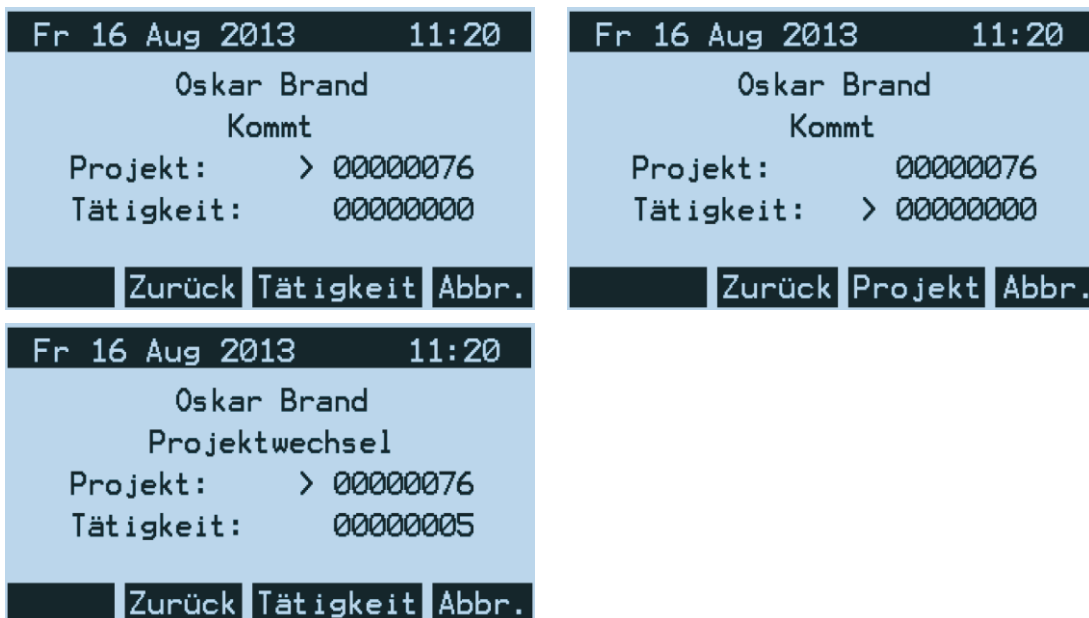 Fr 16 Aug 2013 11:20
Oskar Brand
Kommt
Projekt: > 00000076
Tätigkeit: 00000000
Zurück Tätigkeit Abbr.
Fr 16 Aug 2013 11:20
Oskar Brand
Kommt
Projekt: 00000076
Tätigkeit: > 00000000
Zurück Projekt Abbr.
Fr 16 Aug 2013 11:20
Oskar Brand
Projektwechsel
Projekt: > 00000076
Tätigkeit: 00000005
Zurück Tätigkeit Abbr.